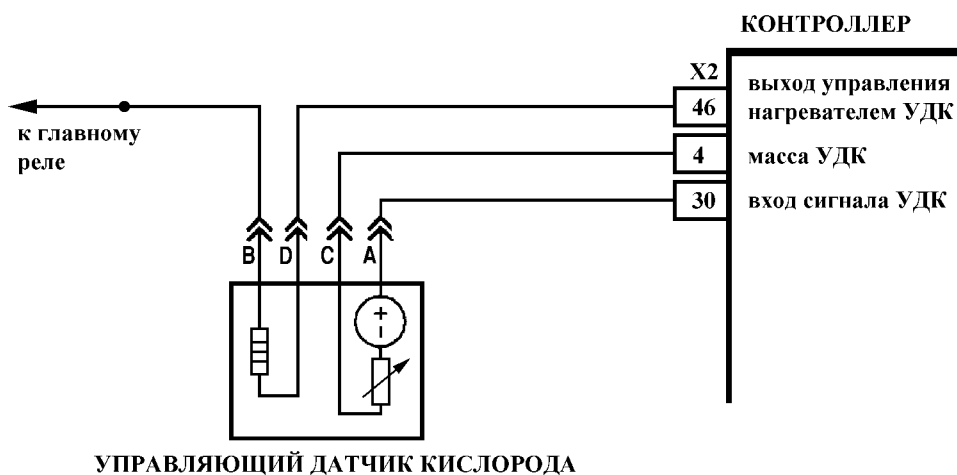 КОНТРОЛЛЕР
X2
46
выход управления
нагревателем УДК
4
масса УДК
30
вход сигнала УДК
к главному
реле
B D C A
+
-
УПРАВЛЯЮЩИЙ ДАТЧИК КИСЛОРОДА